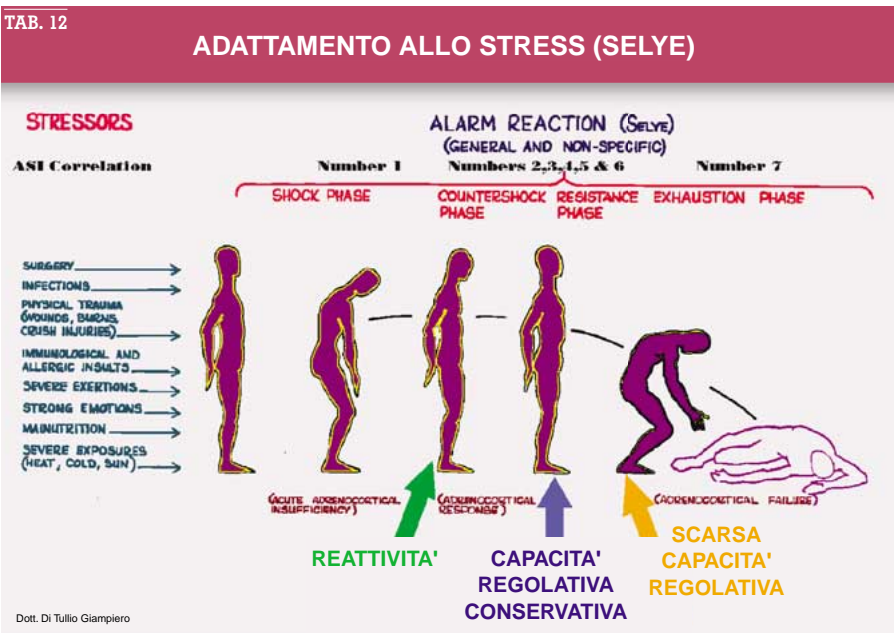 TAB. 12
ADATTAMENTO ALLO STRESS (SELYE)
STRESSORS
ALARM REACTION (SELYE)
(GENERAL AND NON-SPECIFIC)
ASI Correlation
Number 1
Numbers 2,3,4,5 & 6
Number 7
SHOCK PHASE
COUNTERSHOCK
PHASE
RESISTANCE
PHASE
EXHAUSTION PHASE
SURGERY
INFECTIONS
PHYSICAL TRAUMA
(WOUNDS, BURNS,
CRUSH INJURIES)
IMMUNOLOGICAL AND
ALLERGIC INSULTS
SEVERE EXERTIONS
STRONG EMOTIONS
MALNUTRITION
SEVERE EXPOSURES
(HEAT, COLD, SUN)
(ACUTE ADRENOCORTICAL
INSUFFICIENCY)
(ADRENOCORTICAL
RESPONSE)
(ADRENOCORTICAL FAILURE)
REATTIVITA'
CAPACITA'
REGOLATIVA
CONSERVATIVA
SCARSA
CAPACITA'
REGOLATIVA
Dott. Di Tullio Giampiero